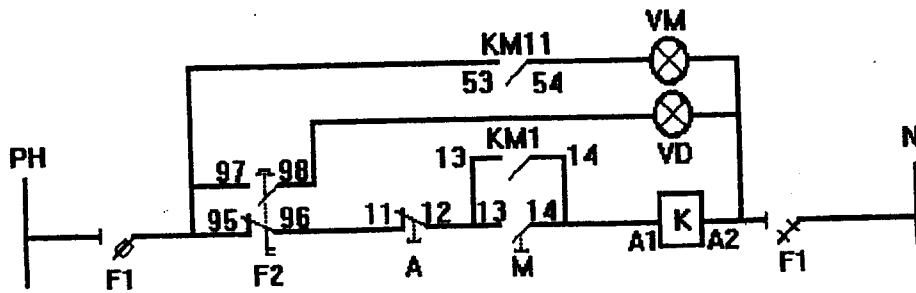 VM
KM11
53 54
VD
KM1
PH
N
97 98
13 14
95 96
11 12 13 14
K
A1 A2
F1
F2
A
M
F1